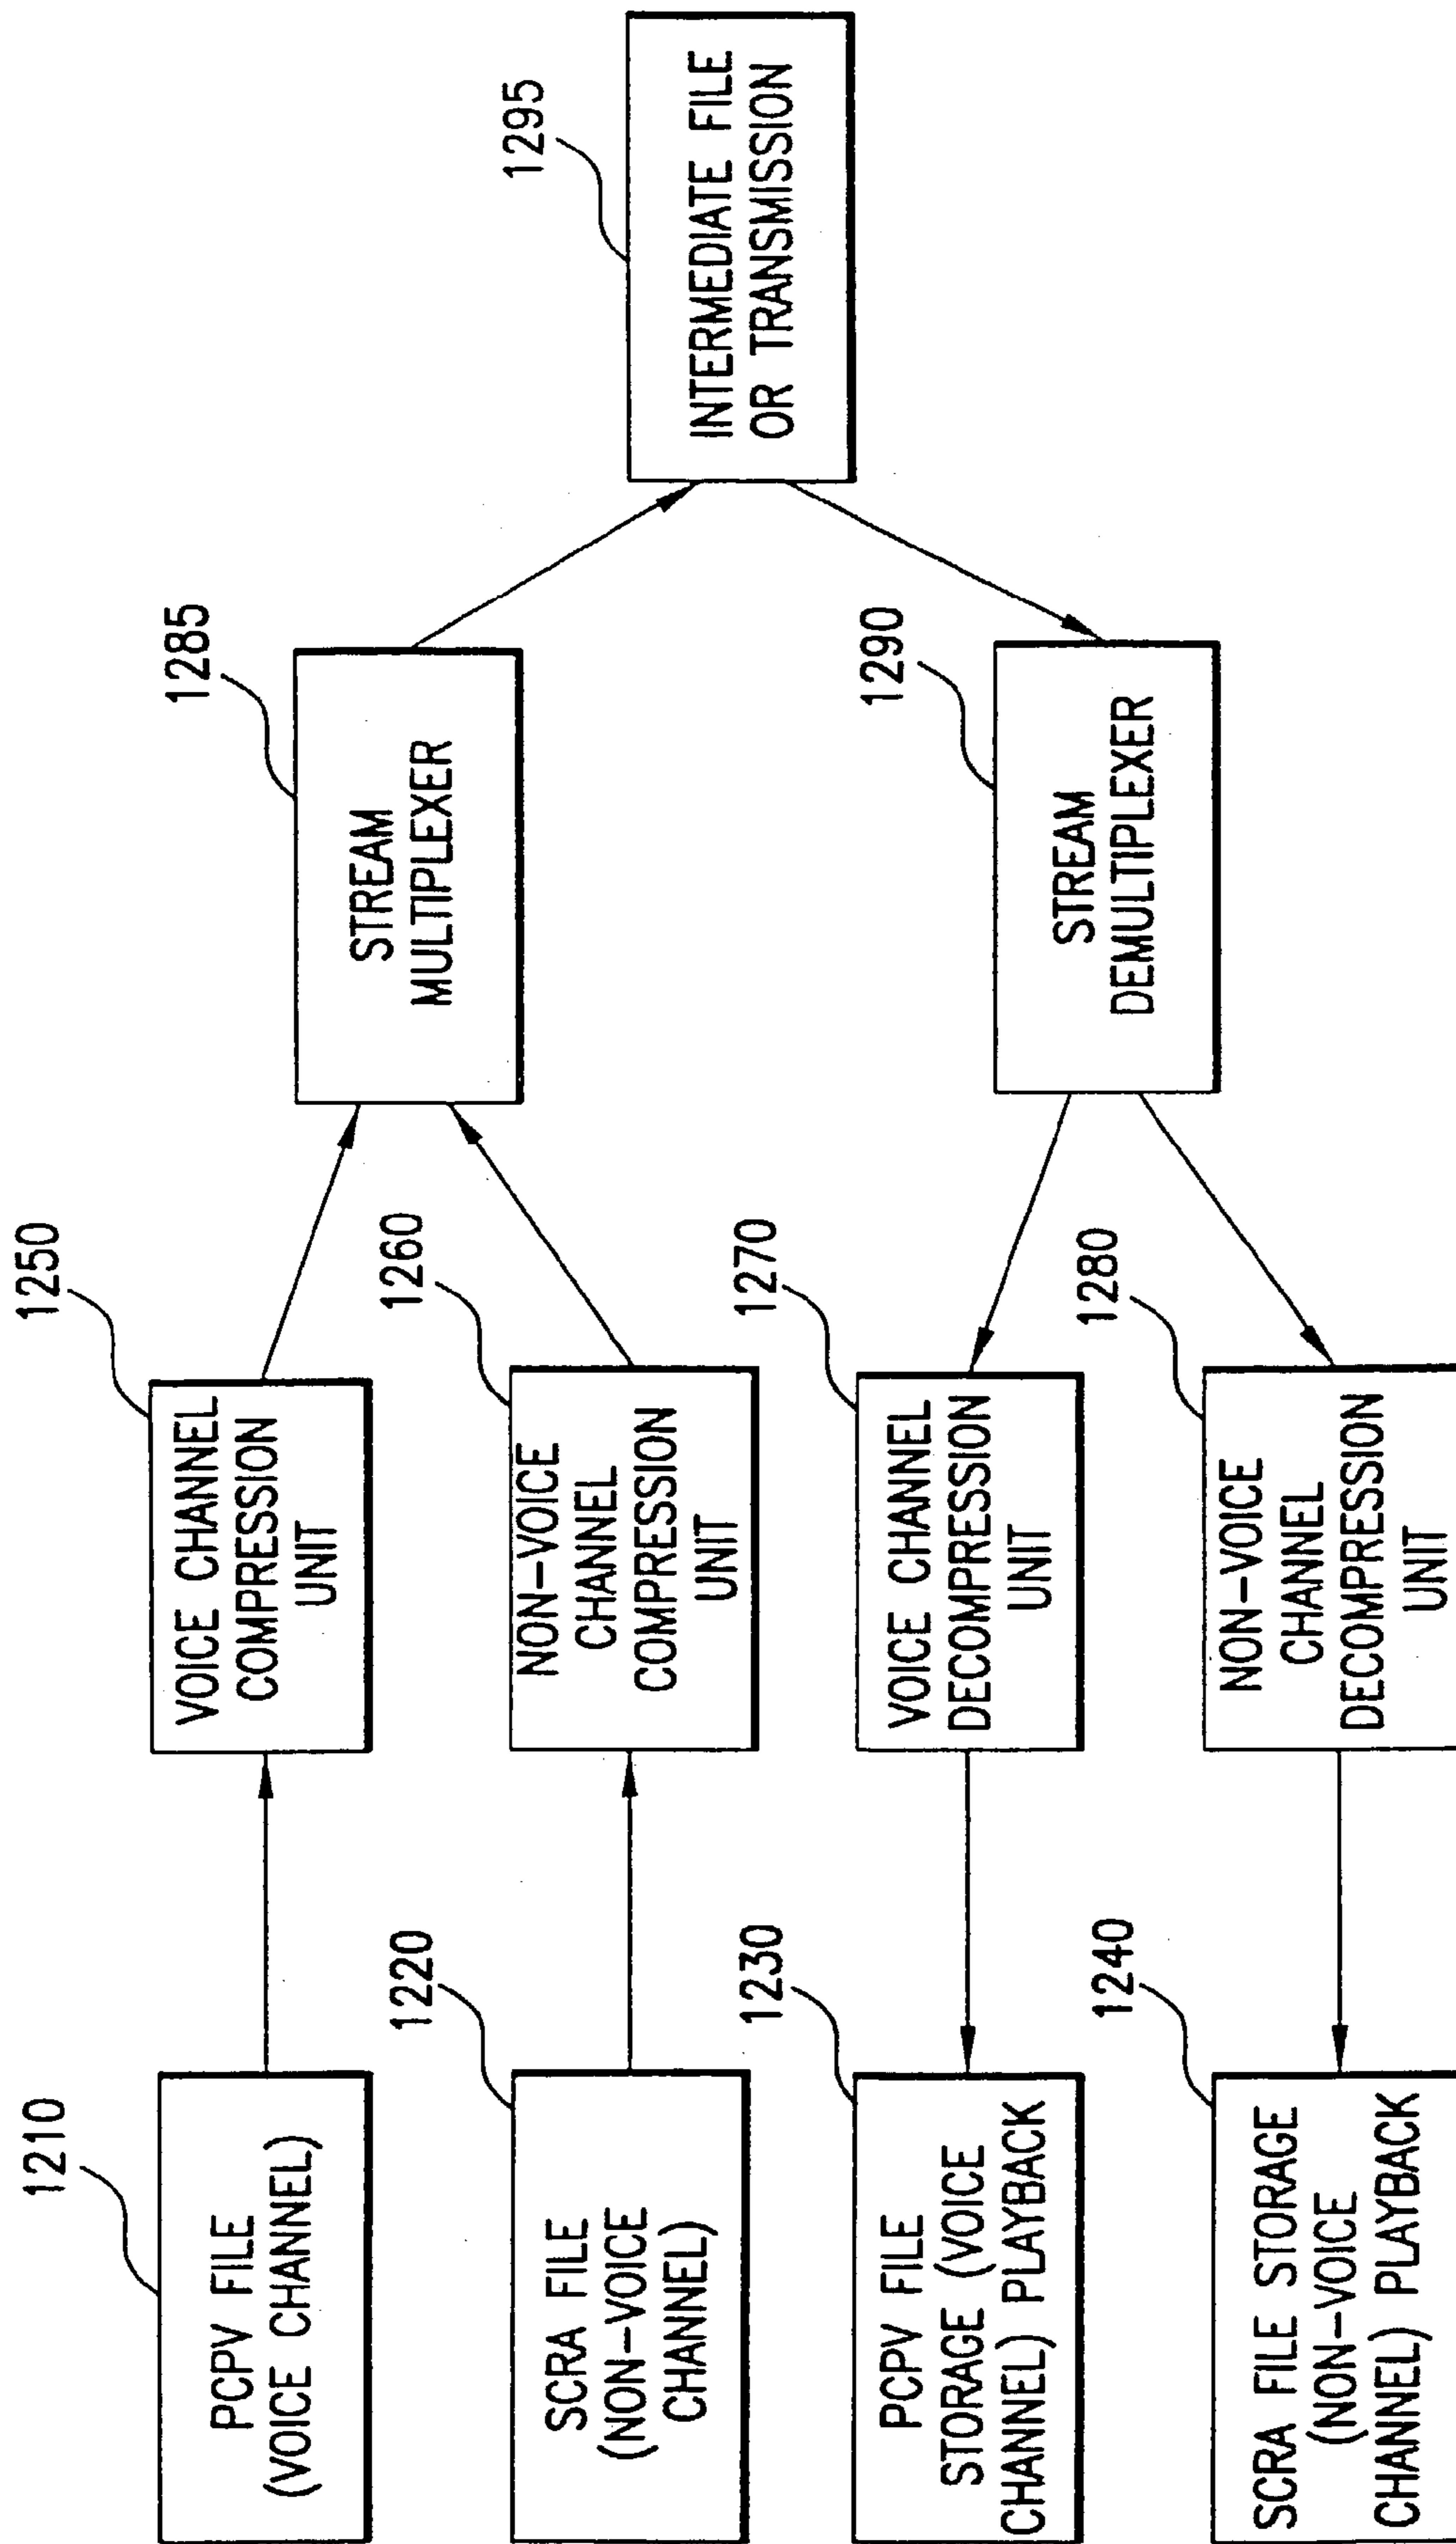 1210
PCPV FILE
(VOICE CHANNEL)
1250
VOICE CHANNEL
COMPRESSION
UNIT
1220
SCRA FILE
(NON-VOICE
CHANNEL)
1260
NON-VOICE
CHANNEL
COMPRESSION
UNIT
1285
STREAM
MULTIPLEXER
1295
INTERMEDIATE FILE
OR TRANSMISSION
1290
STREAM
DEMULTIPLEXER
1230
PCPV FILE
STORAGE (VOICE
CHANNEL) PLAYBACK
1270
VOICE CHANNEL
DECOMPRESSION
UNIT
1240
SCRA FILE STORAGE
(NON-VOICE
CHANNEL) PLAYBACK
1280
NON-VOICE
CHANNEL
DECOMPRESSION
UNIT